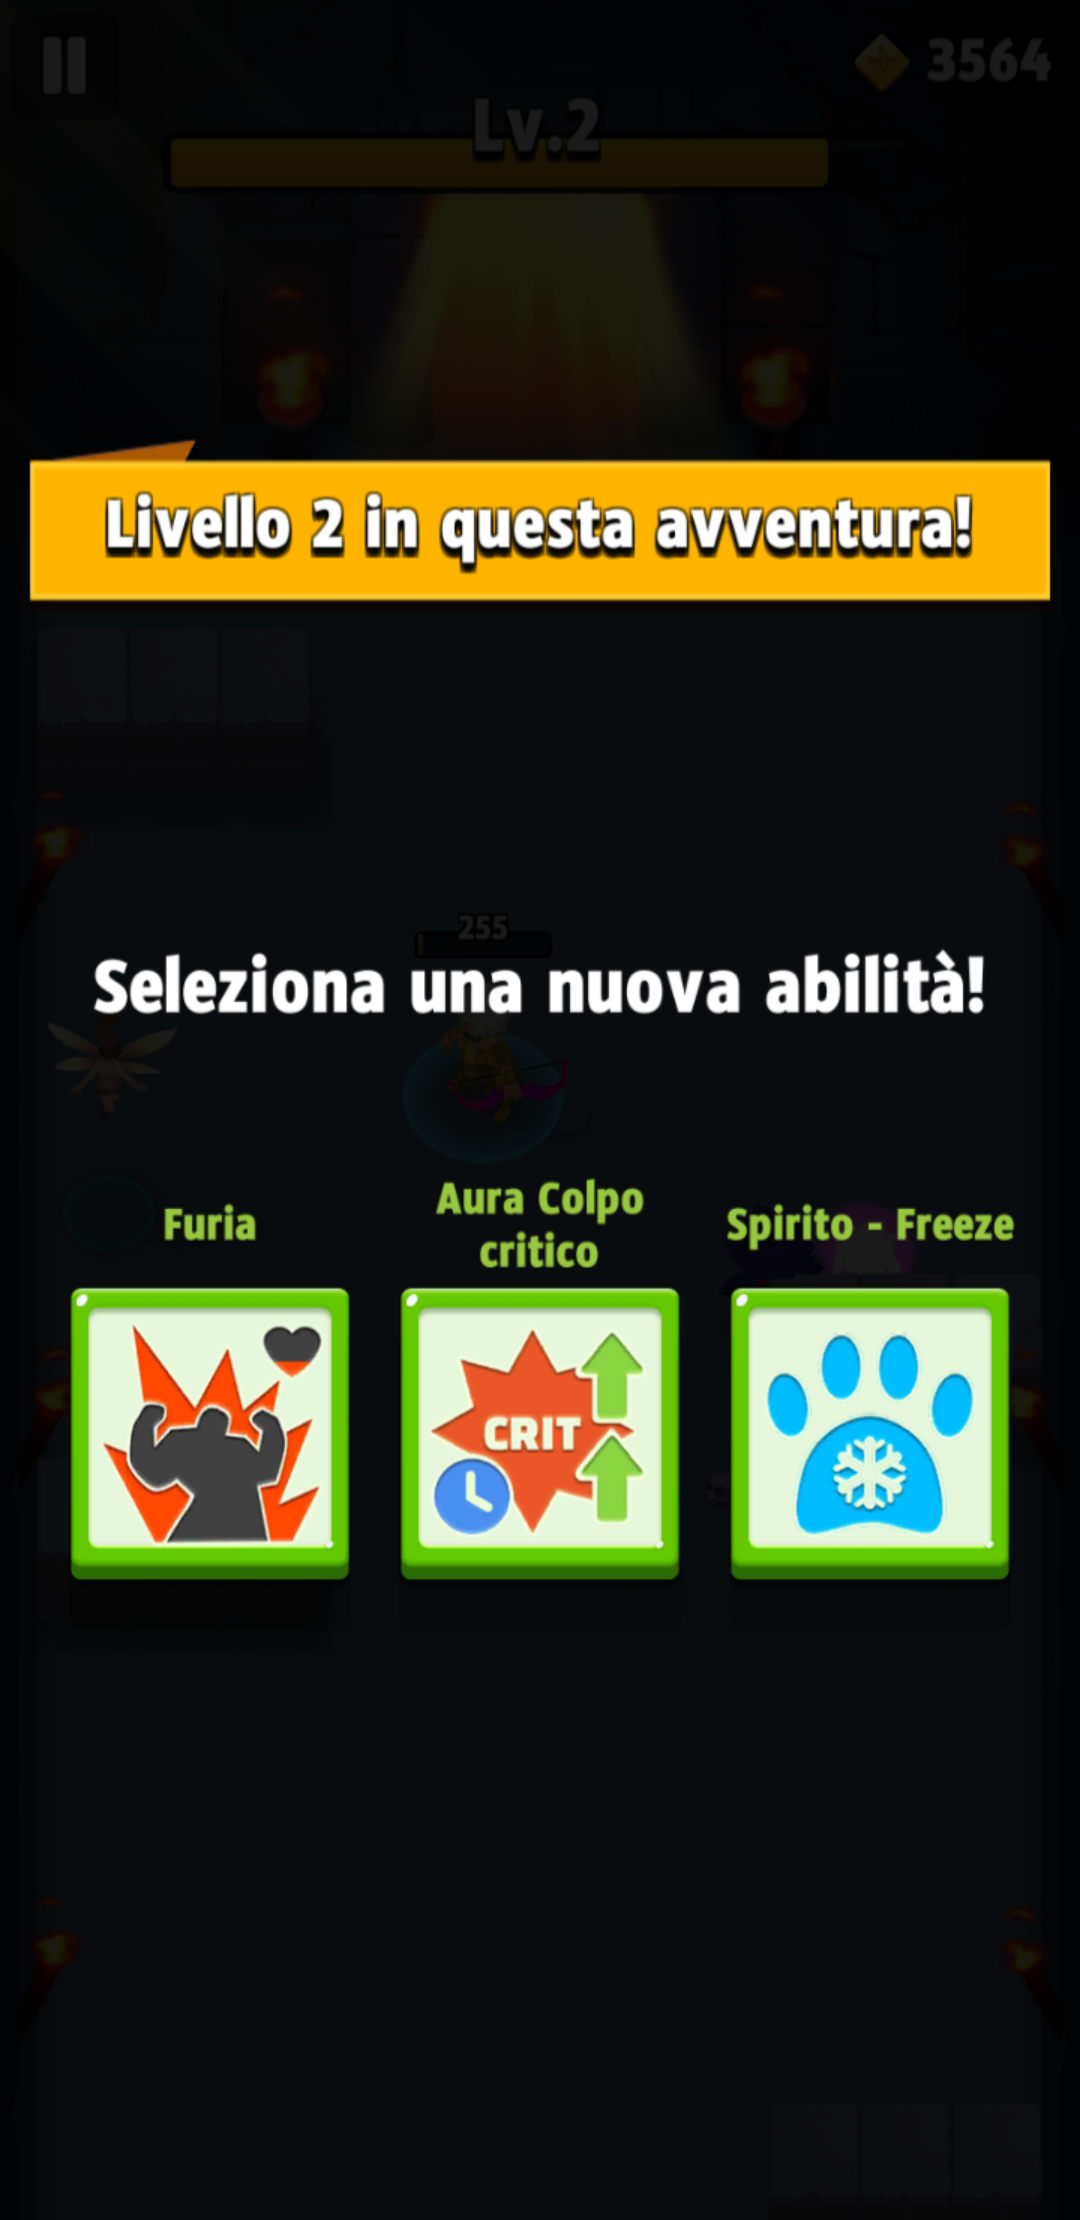 3564
Lv.2
Livello 2 in questa avventura!
255
Seleziona una nuova abilità!
Furia
Aura Colpo
critico
Spirito - Freeze
CRIT